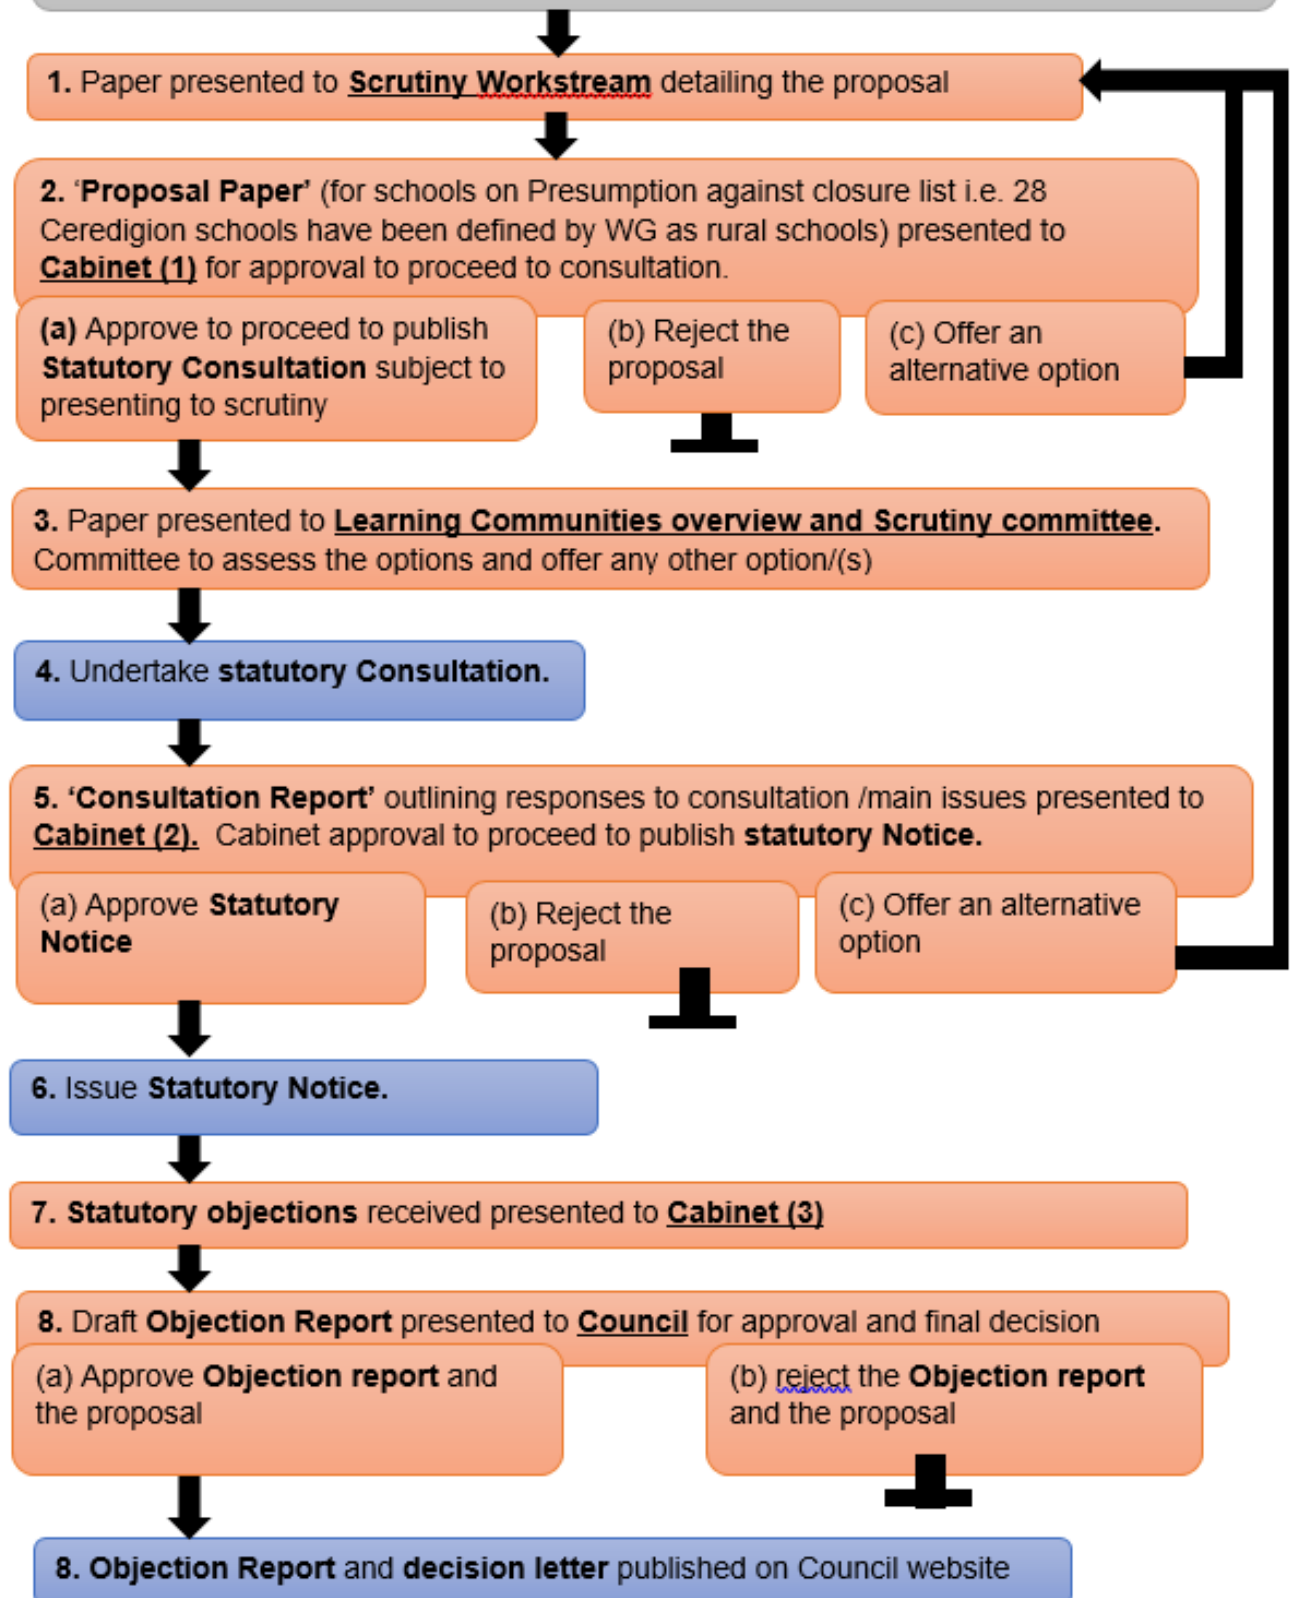 1. Paper presented to Scrutiny Workstream detailing the proposal
2. ‘Proposal Paper’ (for schools on Presumption against closure list i.e. 28
Ceredigion schools have been defined by WG as rural schools) presented to
Cabinet (1) for approval to proceed to consultation.
(a) Approve to proceed to publish
Statutory Consultation subject to
presenting to scrutiny
(b) Reject the
proposal
(c) Offer an
alternative option
3. Paper presented to Learning Communities overview and Scrutiny committee.
Committee to assess the options and offer any other option/(s)
4. Undertake statutory Consultation.
5. ‘Consultation Report’ outlining responses to consultation /main issues presented to
Cabinet (2). Cabinet approval to proceed to publish statutory Notice.
(a) Approve Statutory
Notice
(b) Reject the
proposal
(c) Offer an alternative
option
6. Issue Statutory Notice.
7. Statutory objections received presented to Cabinet (3)
8. Draft Objection Report presented to Council for approval and final decision
(a) Approve Objection report and
the proposal
(b) reject the Objection report
and the proposal
8. Objection Report and decision letter published on Council website